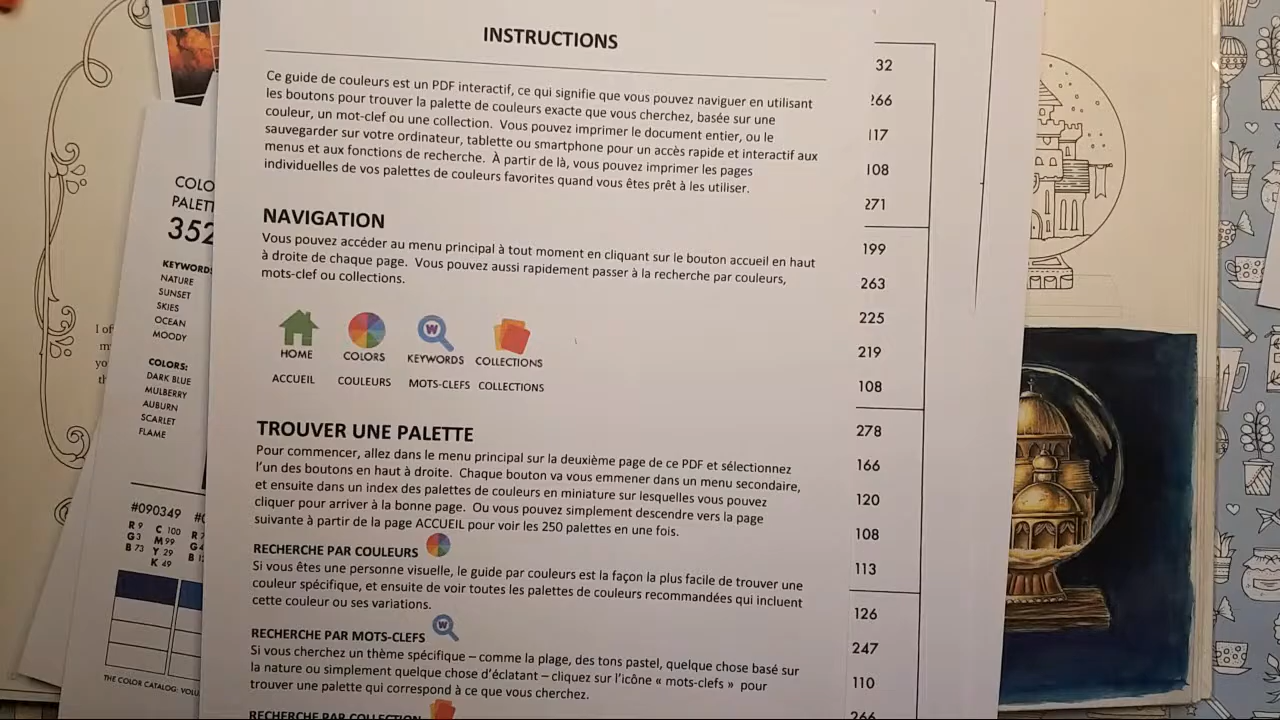 INSTRUCTIONS
Ce guide de couleurs est un PDF interactif, ce qui signifie que vous pouvez naviguer en utilisant
les boutons pour trouver la palette de couleurs exacte que vous cherchez, basée sur une
couleur, un mot-clef ou une collection. Vous pouvez imprimer le document entier, ou le
sauvegarder sur votre ordinateur, tablette ou smartphone pour un accès rapide et interactif aux
menus et aux fonctions de recherche. À partir de là, vous pouvez imprimer les pages
individuelles de vos palettes de couleurs favorites quand vous êtes prêt à les utiliser.
NAVIGATION
Vous pouvez accéder au menu principal à tout moment en cliquant sur le bouton accueil en haut
à droite de chaque page. Vous pouvez aussi rapidement passer à la recherche par couleurs,
mots-clef ou collections.
W
HOME COLORS KEYWORDS COLLECTIONS
ACCUEIL COULEURS MOTS-CLEFS COLLECTIONS
TROUVER UNE PALETTE
Pour commencer, allez dans le menu principal sur la deuxième page de ce PDF et sélectionnez
l'un des boutons en haut à droite. Chaque bouton va vous emmener dans un menu secondaire,
et ensuite dans un index des palettes de couleurs en miniature sur lesquelles vous pouvez
cliquer pour arriver à la bonne page. Ou vous pouvez simplement descendre vers la page
suivante à partir de la page ACCUEIL pour voir les 250 palettes en une fois.
RECHERCHE PAR COULEURS
Si vous êtes une personne visuelle, le guide par couleurs est la façon la plus facile de trouver une
couleur spécifique, et ensuite de voir toutes les palettes de couleurs recommandées qui incluent
cette couleur ou ses variations.
RECHERCHE PAR MOTS-CLEFS
W
Si vous cherchez un thème spécifique – comme la plage, des tons pastel, quelque chose basé sur
la nature ou simplement quelque chose d'éclatant – cliquez sur l'icône « mots-clefs » pour
trouver une palette qui correspond à ce que vous cherchez.
RECHERCHE PAR COLLECTION
32
266
117
108
271
199
263
225
219
108
278
166
120
108
113
126
247
110
266
COLO
PALET
352
KEYWORDS
NATURE
SUNSET
SKIES
OCEAN
MOODY
COLORS:
DARK BLUE
MULBERRY
AUBURN
SCARLET
FLAME
#090349
R 9 C 100
G 3 M 99
B 73 Y 29
K 49
THE COLOR CATALOG: VOLU
I of